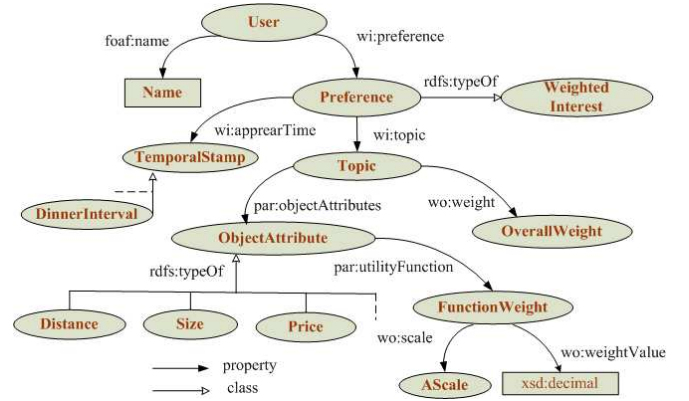 User
foaf:name
wi:preference
Name
Preference
rdfs:typeOf
Weighted
Interest
wi:apprearTime
wi:topic
TemporalStamp
Topic
DinnerInterval
par:objectAttributes
wo:weight
ObjectAttribute
OverallWeight
rdfs:typeOf
par:utilityFunction
FunctionWeight
Distance
Size
Price
wo:scale
wo:weightValue
property
class
AScale
xsd:decimal